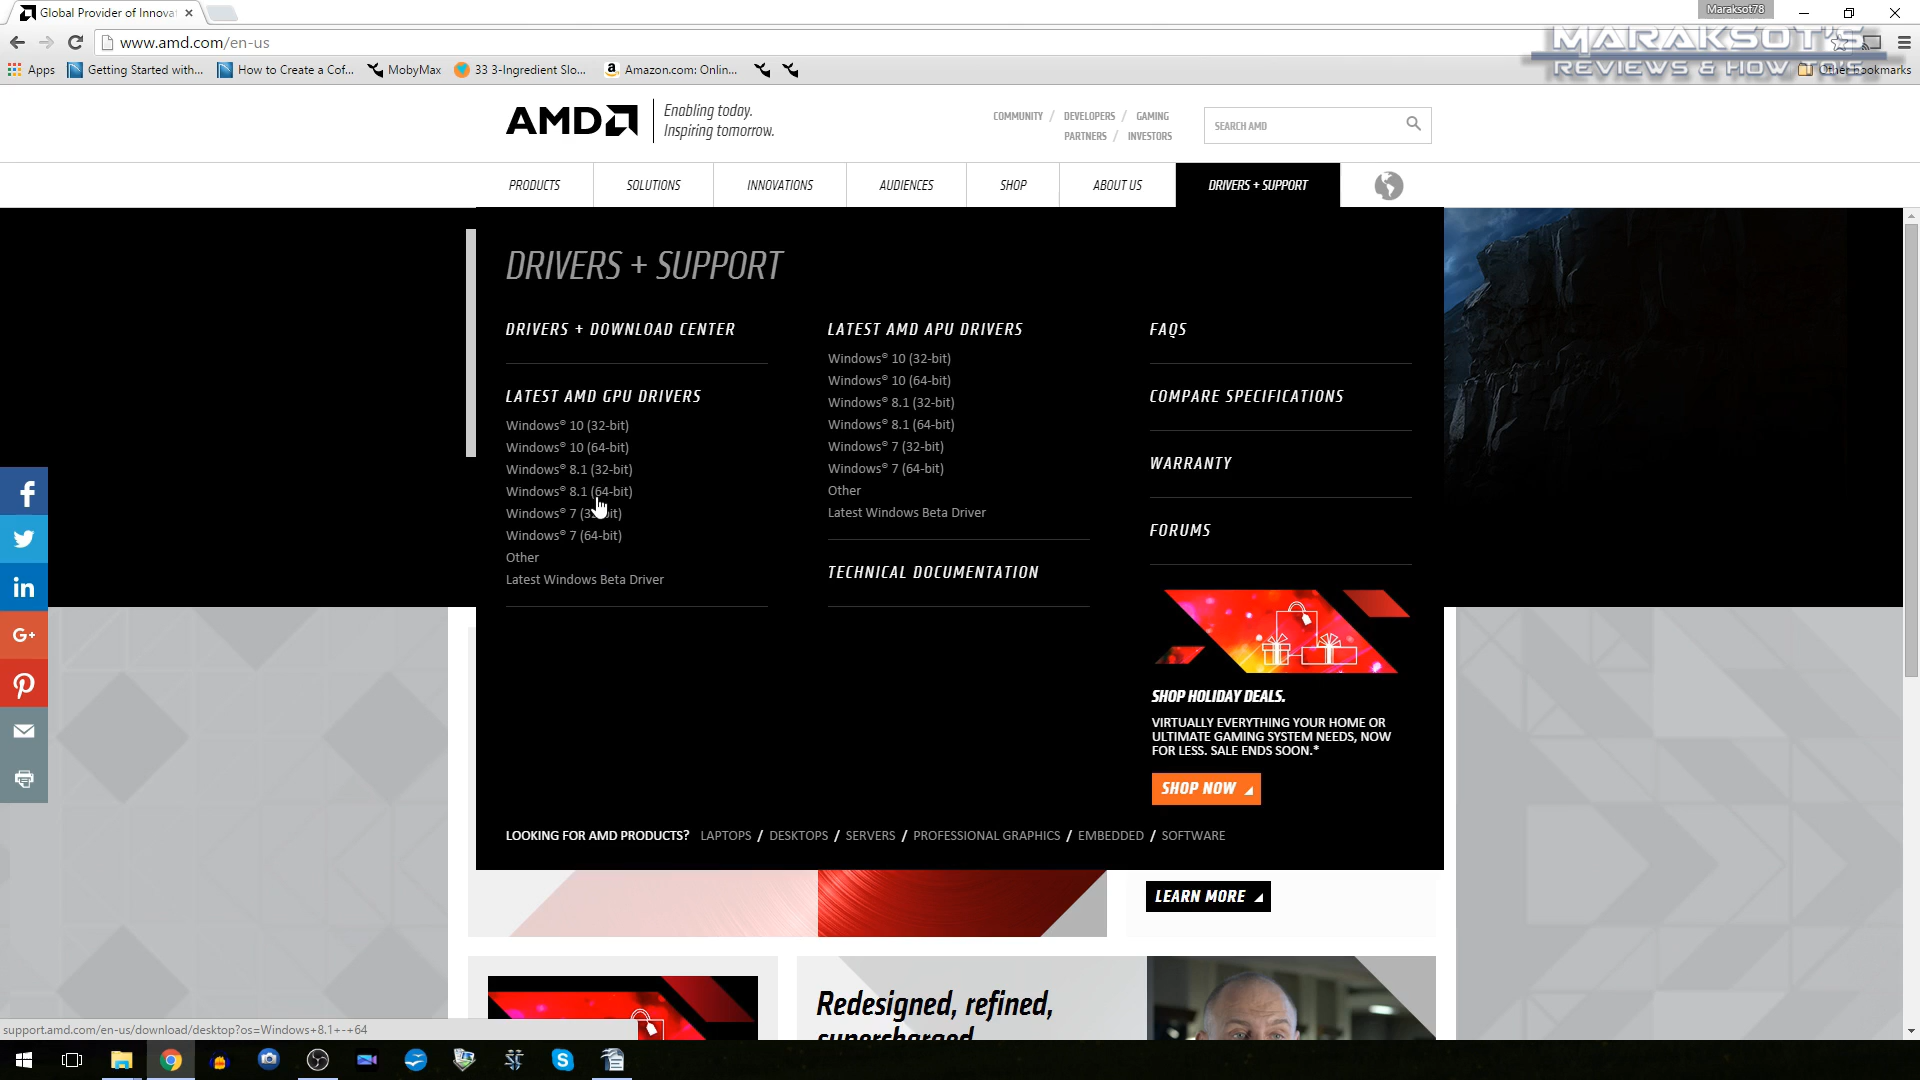 Global Provider of Innova
Maraksot78
www.amd.com/en-us
MARAKSOT'S
REVIEWS & HOW TO'S
Apps
Getting Started with...
How to Create a Cof...
MobyMax
33 3-Ingredient Slo...
Amazon.com: Onlin...
Other bookmarks
AMD
Enabling today.
Inspiring tomorrow.
COMMUNITY / DEVELOPERS / GAMING
PARTNERS / INVESTORS
SEARCH AMD
PRODUCTS
SOLUTIONS
INNOVATIONS
AUDIENCES
SHOP
ABOUT US
DRIVERS + SUPPORT
DRIVERS + SUPPORT
DRIVERS + DOWNLOAD CENTER
LATEST AMD GPU DRIVERS
Windows® 10 (32-bit)
Windows® 10 (64-bit)
Windows® 8.1 (32-bit)
Windows® 8.1 (64-bit)
Windows® 7 (32-bit)
Windows® 7 (64-bit)
Other
Latest Windows Beta Driver
LATEST AMD APU DRIVERS
Windows® 10 (32-bit)
Windows® 10 (64-bit)
Windows® 8.1 (32-bit)
Windows® 8.1 (64-bit)
Windows® 7 (32-bit)
Windows® 7 (64-bit)
Other
Latest Windows Beta Driver
TECHNICAL DOCUMENTATION
FAQS
COMPARE SPECIFICATIONS
WARRANTY
FORUMS
SHOP HOLIDAY DEALS.
VIRTUALLY EVERYTHING YOUR HOME OR
ULTIMATE GAMING SYSTEM NEEDS, NOW
FOR LESS. SALE ENDS SOON.*
SHOP NOW
LOOKING FOR AMD PRODUCTS? LAPTOPS / DESKTOPS / SERVERS / PROFESSIONAL GRAPHICS / EMBEDDED / SOFTWARE
LEARN MORE
Redesigned, refined,
supercharged
support.amd.com/en-us/download/desktop?os=Windows+8.1+-+64